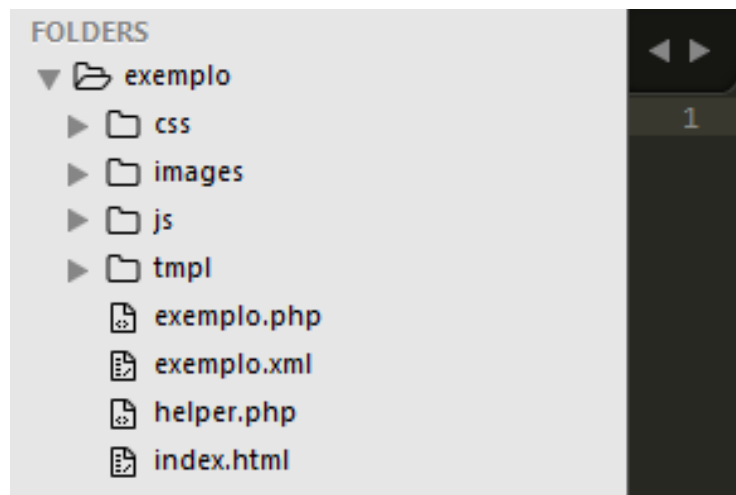 FOLDERS
exemplo
css
images
js
tmpl
exemplo.php
exemplo.xml
helper.php
index.html
1